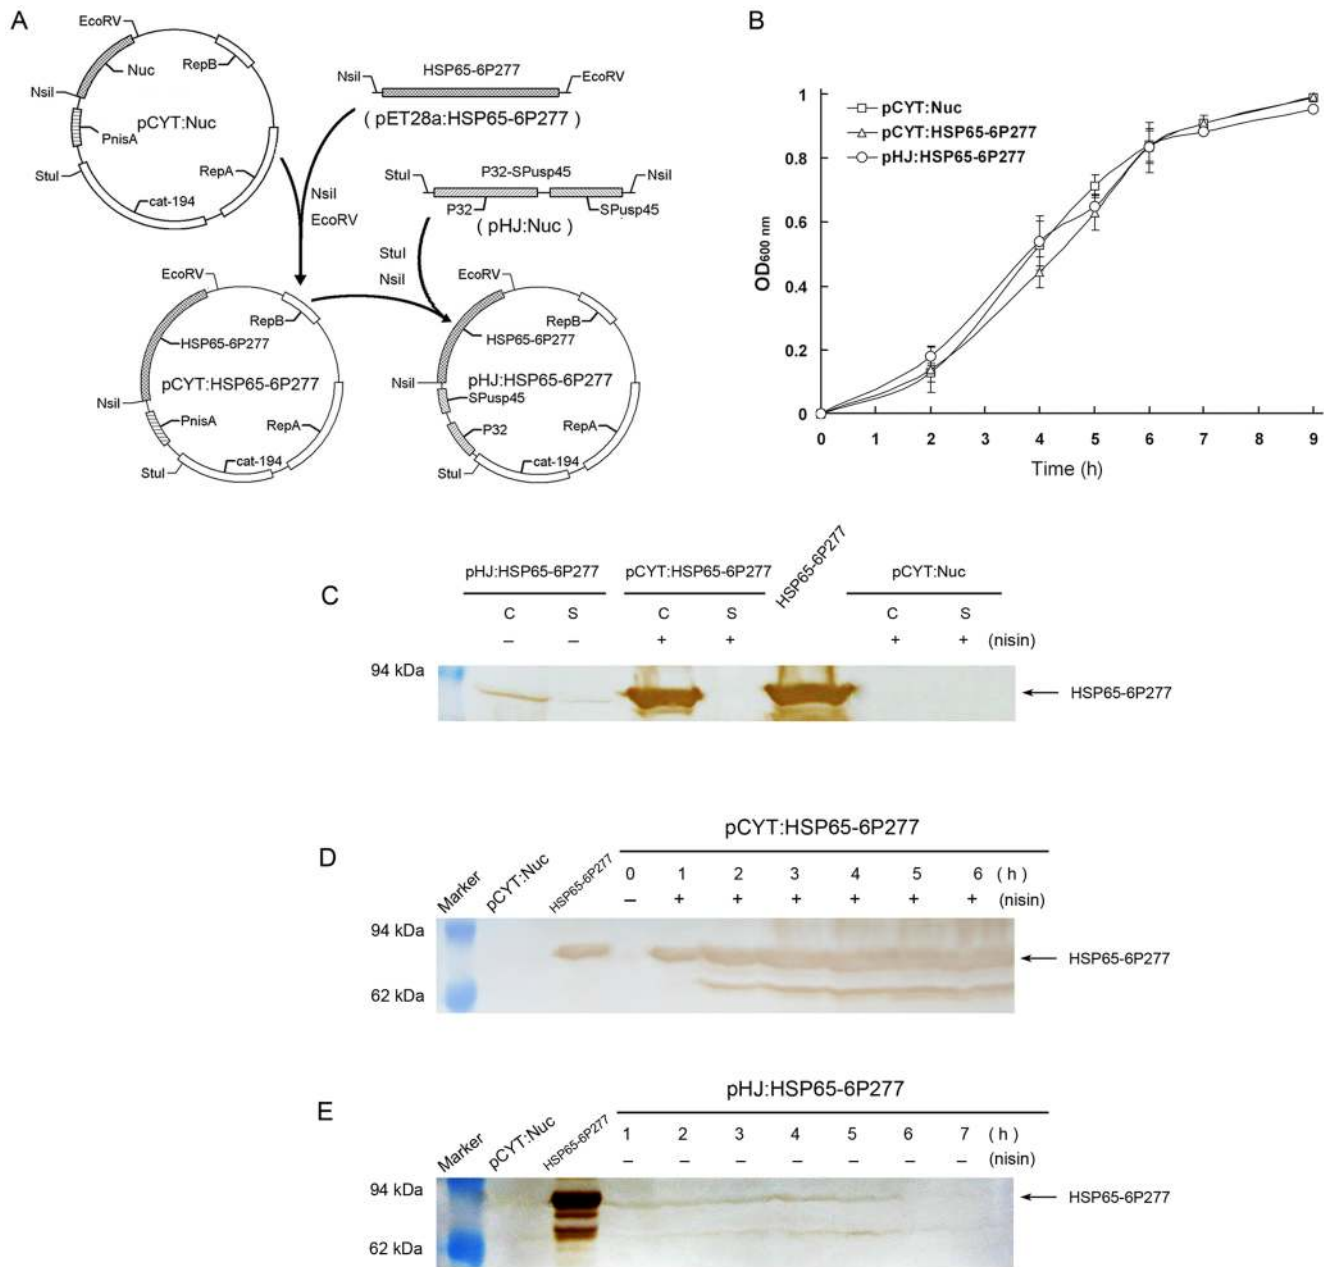 A
EcoRV
Nuc
RepB
NsiI
PnisA
pCYT:Nuc
StuI
RepA
cat-194
NsiI
HSP65-6P277
EcoRV
( pET28a:HSP65-6P277 )
NsiI
EcoRV
StuI
P32-SPusp45
NsiI
P32
SPusp45
( pHJ:Nuc )
StuI
NsiI
EcoRV
RepB
HSP65-6P277
pCYT:HSP65-6P277
NsiI
PnisA
RepA
StuI
cat-194
EcoRV
RepB
HSP65-6P277
pHJ:HSP65-6P277
NsiI
SPusp45
P32
RepA
StuI
cat-194
B
pCYT:Nuc
pCYT:HSP65-6P277
pHJ:HSP65-6P277
OD600 nm
1
0.8
0.6
0.4
0.2
0
0 1 2 3 4 5 6 7 8 9
Time (h)
C
pHJ:HSP65-6P277 pCYT:HSP65-6P277 HSP65-6P277 pCYT:Nuc
C S C S C S
– – + + + + (nisin)
94 kDa
HSP65-6P277
D
pCYT:HSP65-6P277
Marker pCYT:Nuc HSP65-6P277 0 1 2 3 4 5 6 ( h )
– + + + + + + (nisin)
94 kDa
HSP65-6P277
62 kDa
E
pHJ:HSP65-6P277
Marker pCYT:Nuc HSP65-6P277 1 2 3 4 5 6 7 ( h )
– – – – – – – (nisin)
94 kDa
HSP65-6P277
62 kDa